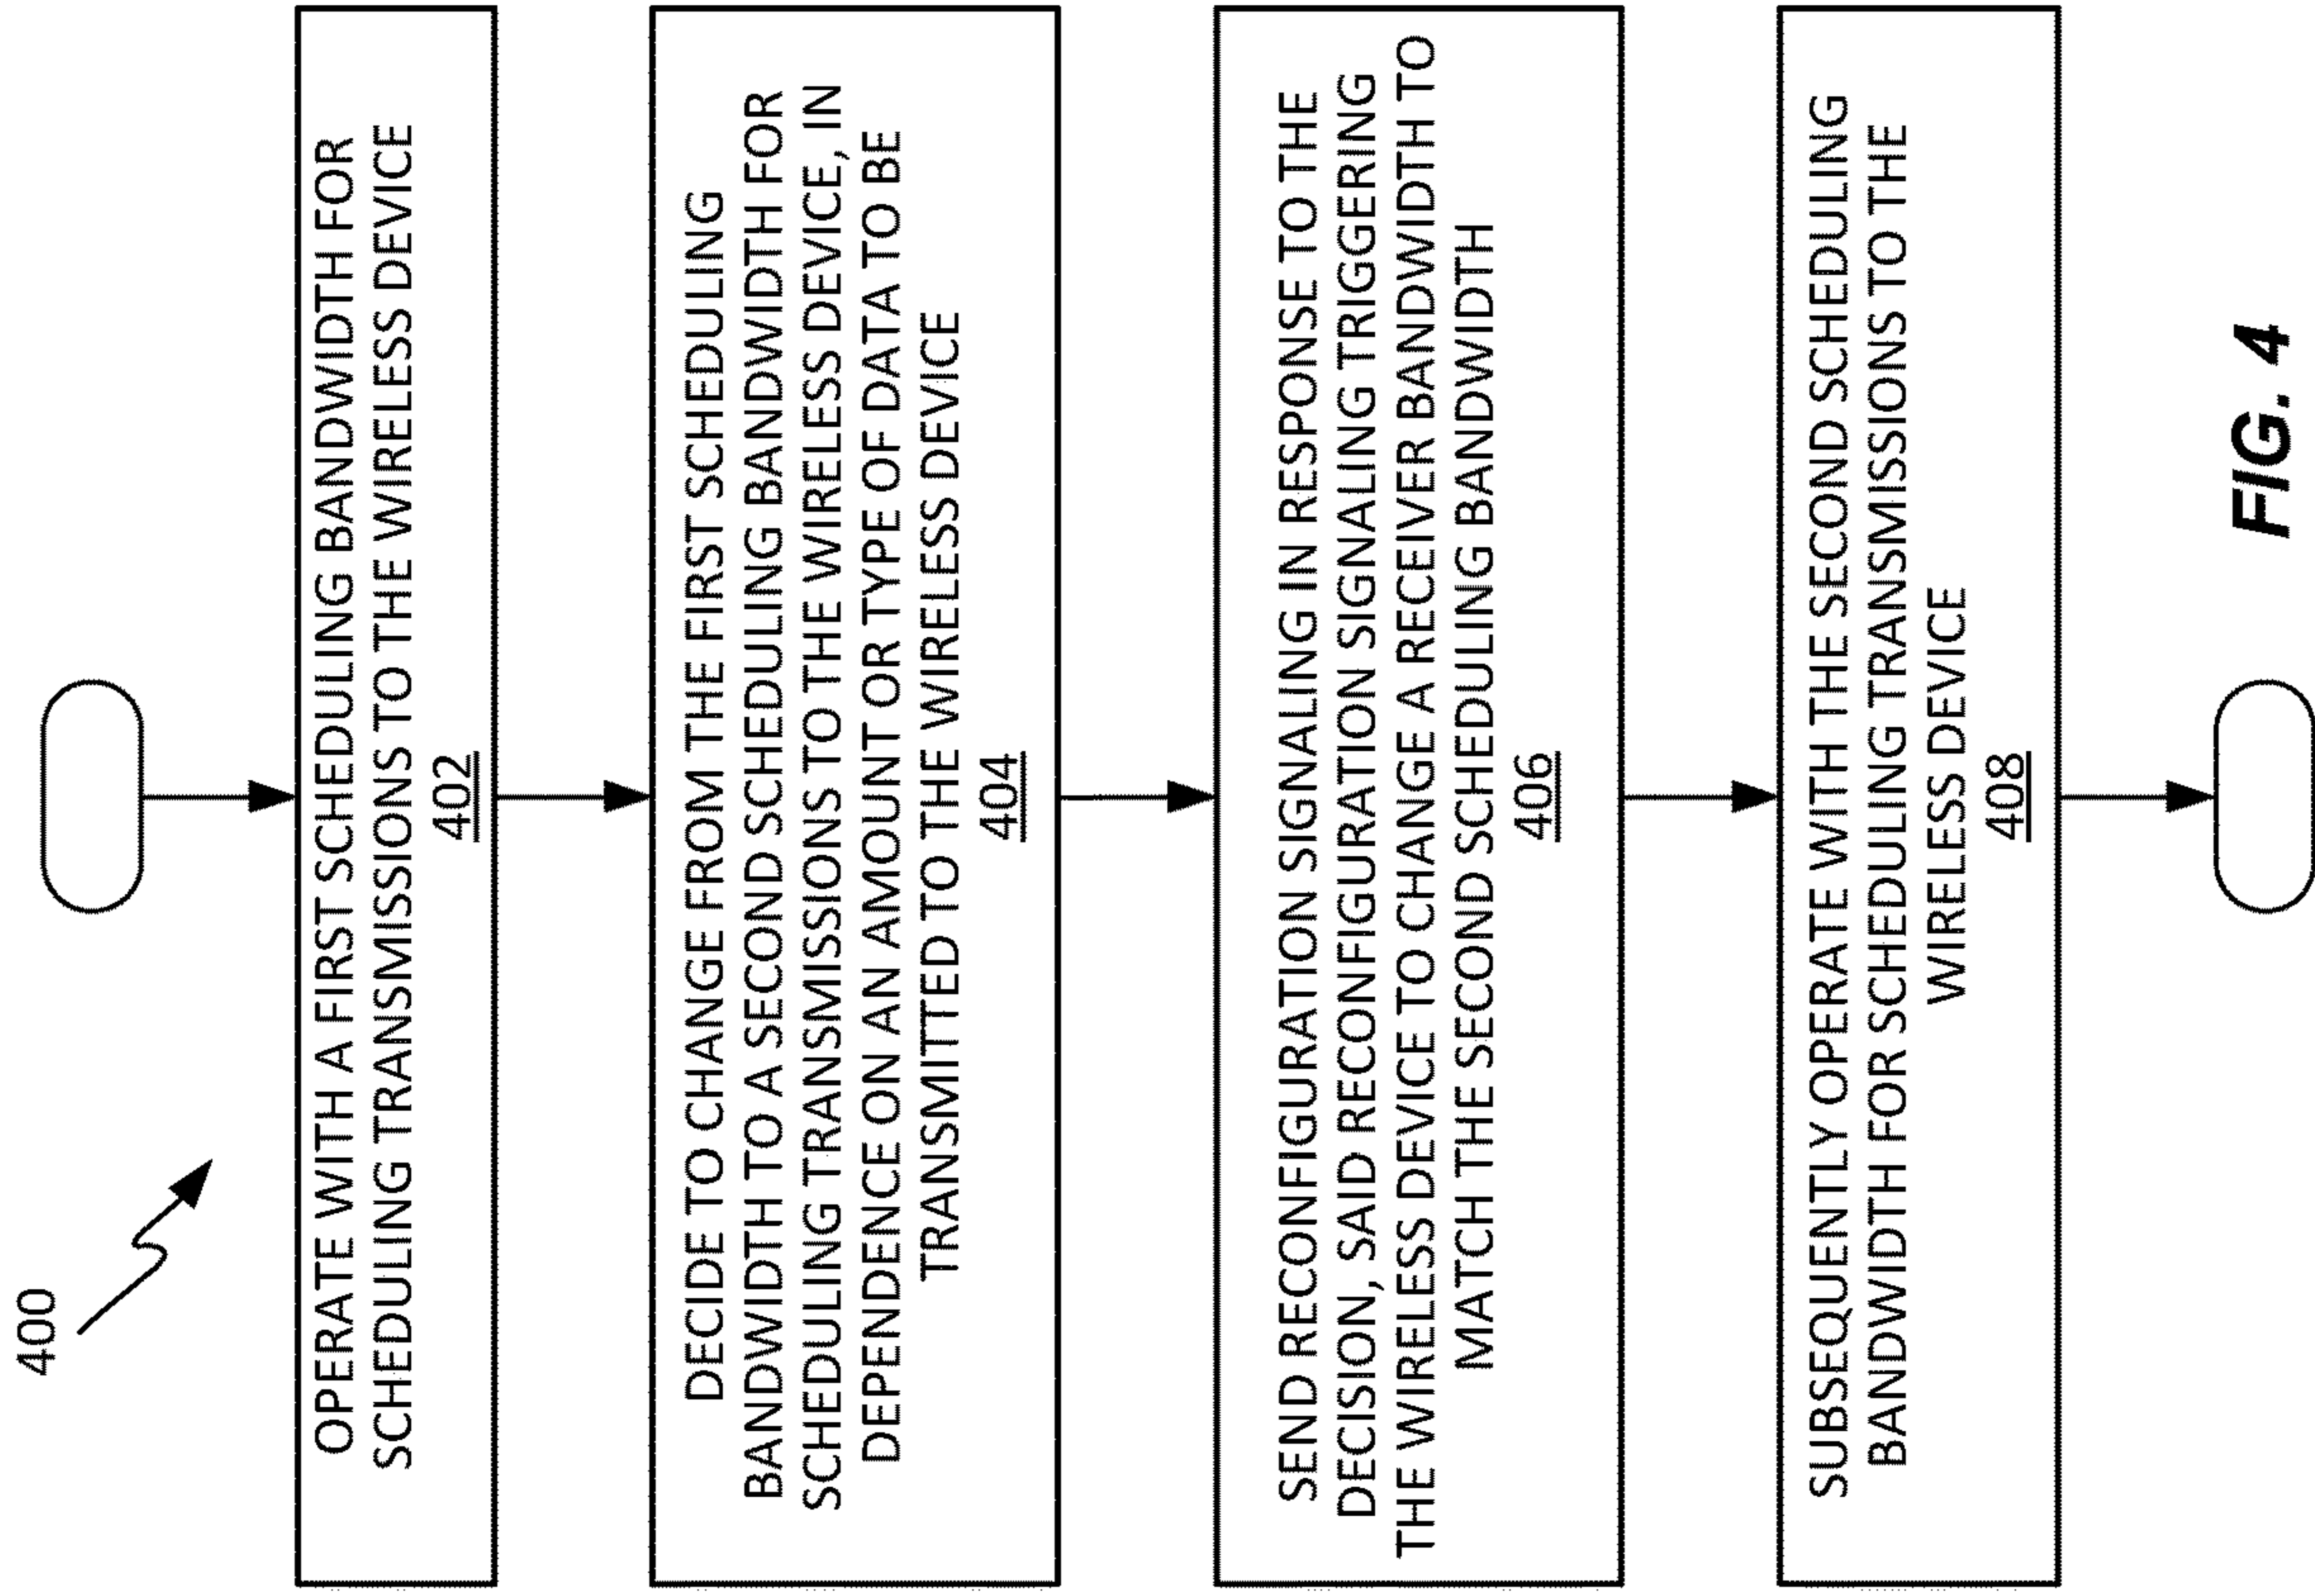 400
OPERATE WITH A FIRST SCHEDULING BANDWIDTH FOR
SCHEDULING TRANSMISSIONS TO THE WIRELESS DEVICE
402
DECIDE TO CHANGE FROM THE FIRST SCHEDULING
BANDWIDTH TO A SECOND SCHEDULING BANDWIDTH FOR
SCHEDULING TRANSMISSIONS TO THE WIRELESS DEVICE, IN
DEPENDENCE ON AN AMOUNT OR TYPE OF DATA TO BE
TRANSMITTED TO THE WIRELESS DEVICE
404
SEND RECONFIGURATION SIGNALING IN RESPONSE TO THE
DECISION, SAID RECONFIGURATION SIGNALING TRIGGERING
THE WIRELESS DEVICE TO CHANGE A RECEIVER BANDWIDTH TO
MATCH THE SECOND SCHEDULING BANDWIDTH
406
SUBSEQUENTLY OPERATE WITH THE SECOND SCHEDULING
BANDWIDTH FOR SCHEDULING TRANSMISSIONS TO THE
WIRELESS DEVICE
408
FIG. 4